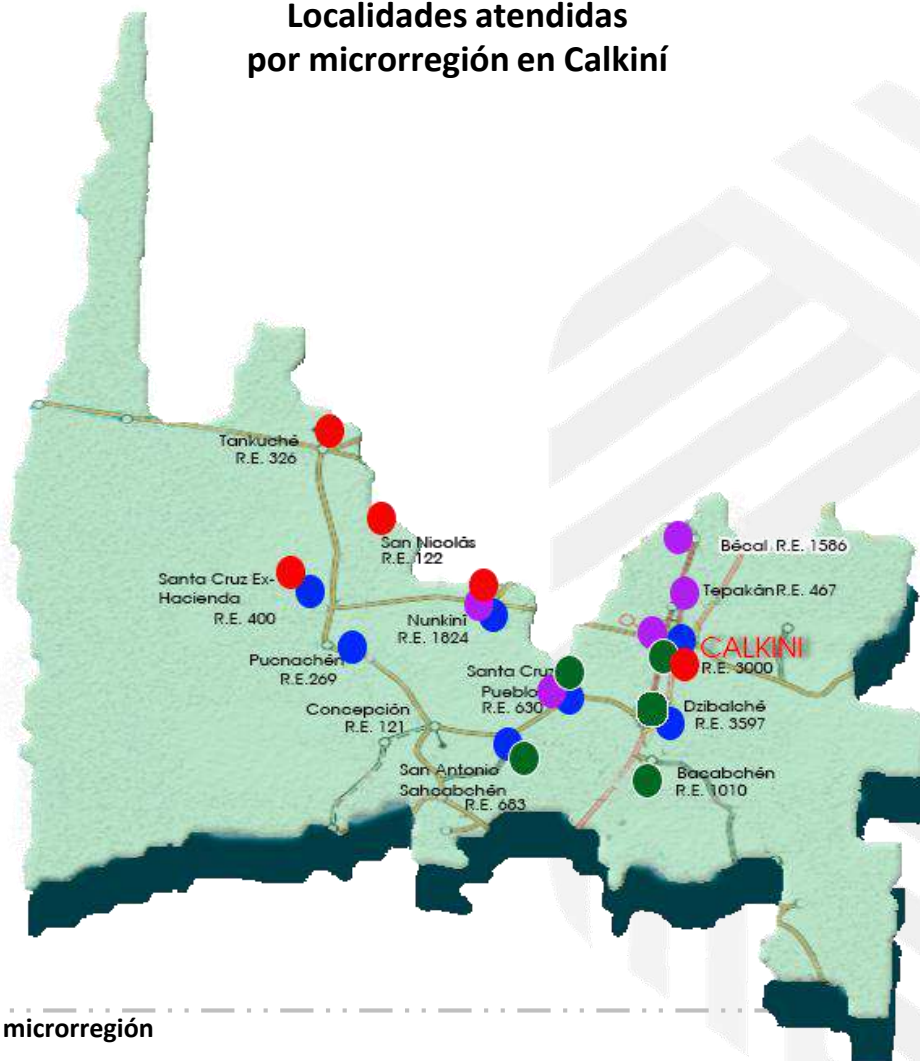 Localidades atendidas
por microrregión en Calkiní
Tankuché
R.E. 326
San Nicolás
R.E. 122
Bécal R.E. 1586
Santa Cruz Ex-
Hacienda
R.E. 400
Tepakán R.E. 467
Nunkiní
R.E. 1824
CALKINI
R.E. 3000
Pucnachén
R.E.269
Santa Cruz
Pueblo
R.E. 630
Concepción
R.E. 121
Dzibalché
R.E. 3597
San Antonio
Sahcabchén
R.E. 683
Bacabchén
R.E. 1010
microrregión